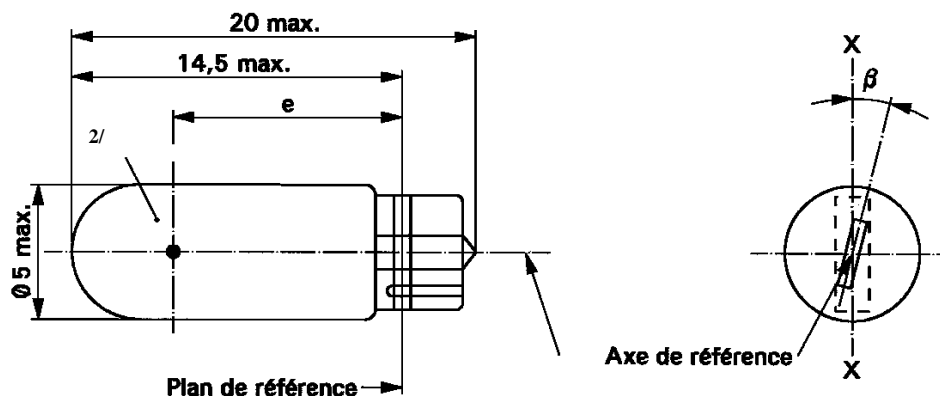 20 max.
14,5 max.
e
2/
Ø 5 max.
Plan de référence
X
β
Axe de référence
X